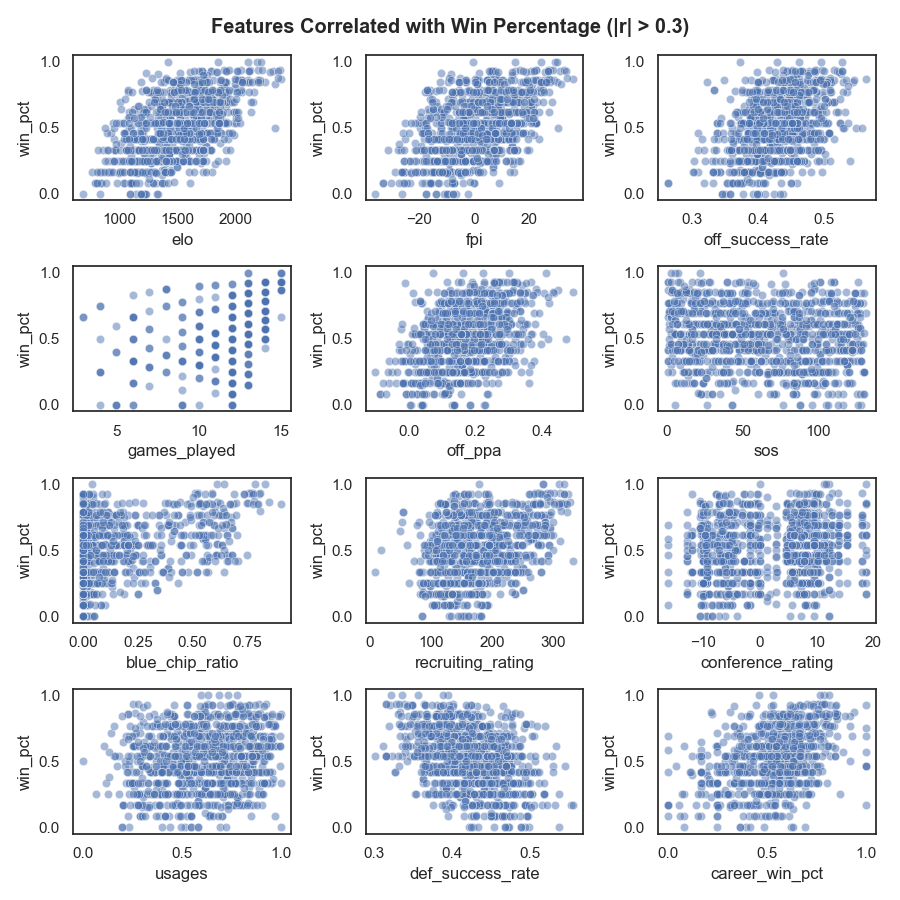 Features Correlated with Win Percentage (|r| > 0.3)
1.0
0.5
0.0
win_pct
1000 1500 2000
elo
1.0
0.5
0.0
win_pct
−20 0 20
fpi
1.0
0.5
0.0
win_pct
0.3 0.4 0.5
off_success_rate
1.0
0.5
0.0
win_pct
5 10 15
games_played
1.0
0.5
0.0
win_pct
0.0 0.2 0.4
off_ppa
1.0
0.5
0.0
win_pct
0 50 100
sos
1.0
0.5
0.0
win_pct
0.00 0.25 0.50 0.75
blue_chip_ratio
1.0
0.5
0.0
win_pct
0 100 200 300
recruiting_rating
1.0
0.5
0.0
win_pct
−10 0 10 20
conference_rating
1.0
0.5
0.0
win_pct
0.0 0.5 1.0
usages
1.0
0.5
0.0
win_pct
0.3 0.4 0.5
def_success_rate
1.0
0.5
0.0
win_pct
0.0 0.5 1.0
career_win_pct